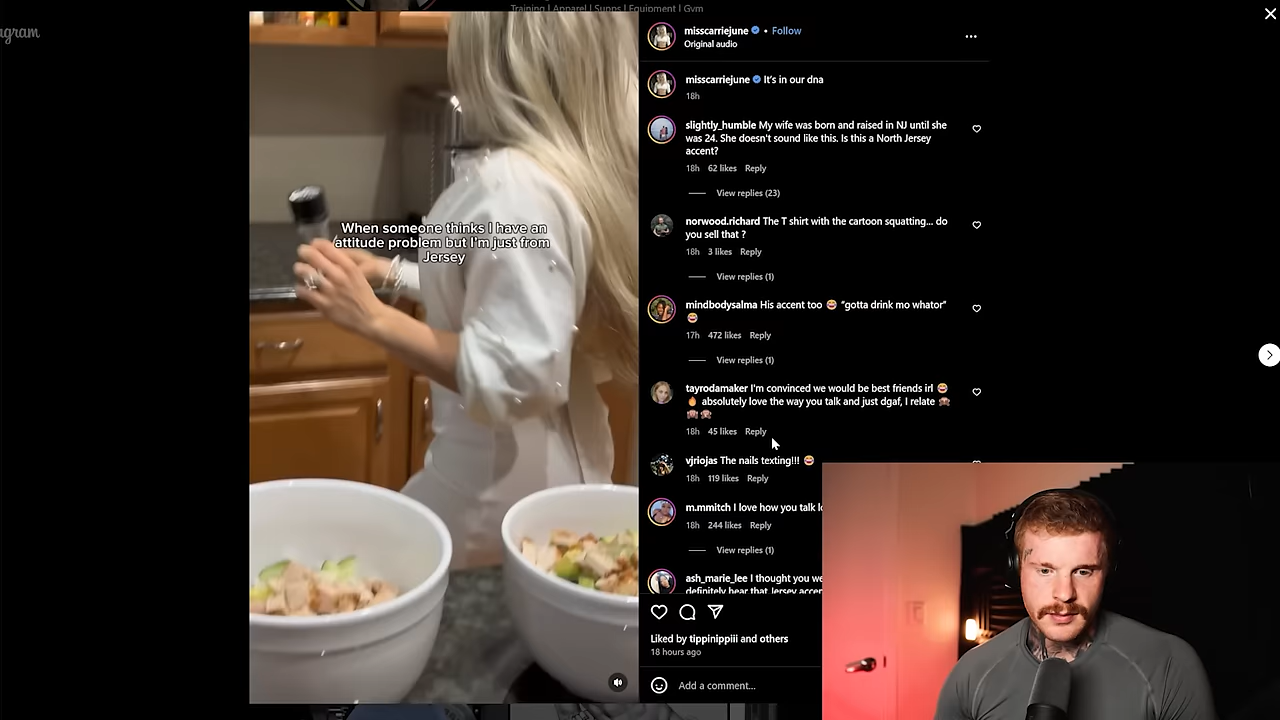 Training | Apparel | Supps | Equipment | Gym
agram
When someone thinks I have an
attitude problem but I'm just from
Jersey
misscarriejune • Follow
Original audio
misscarriejune It's in our dna
18h
slightly_humble My wife was born and raised in NJ until she
was 24. She doesn't sound like this. Is this a North Jersey
accent?
18h 62 likes Reply
View replies (23)
norwood.richard The T shirt with the cartoon squatting... do
you sell that ?
18h 3 likes Reply
View replies (1)
mindbodysalma His accent too 😂 "gotta drink mo whator"
😂
17h 472 likes Reply
View replies (1)
tayrodamaker I'm convinced we would be best friends irl 😂
🔥 absolutely love the way you talk and just dgaf, I relate 🙈
🙈🙈
18h 45 likes Reply
vjriojas The nails texting!!! 😂
18h 119 likes Reply
m.mmitch I love how you talk
18h 244 likes Reply
View replies (1)
ash_marie_lee I thought you
definitely hear that Jersey
Liked by tippinippiii and others
18 hours ago
Add a comment...